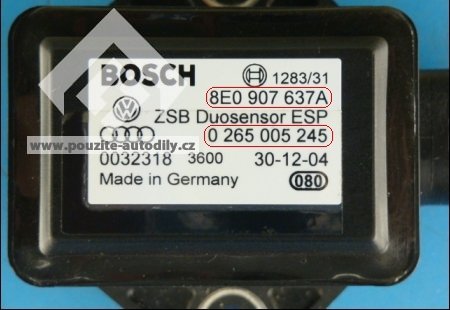 BOSCH 1283/31
8E0 907 637A
ZSB Duosensor ESP
0 265 005 245
www.pouzite-autodily.cz
0032318 3600 30-12-04
Made in Germany 080